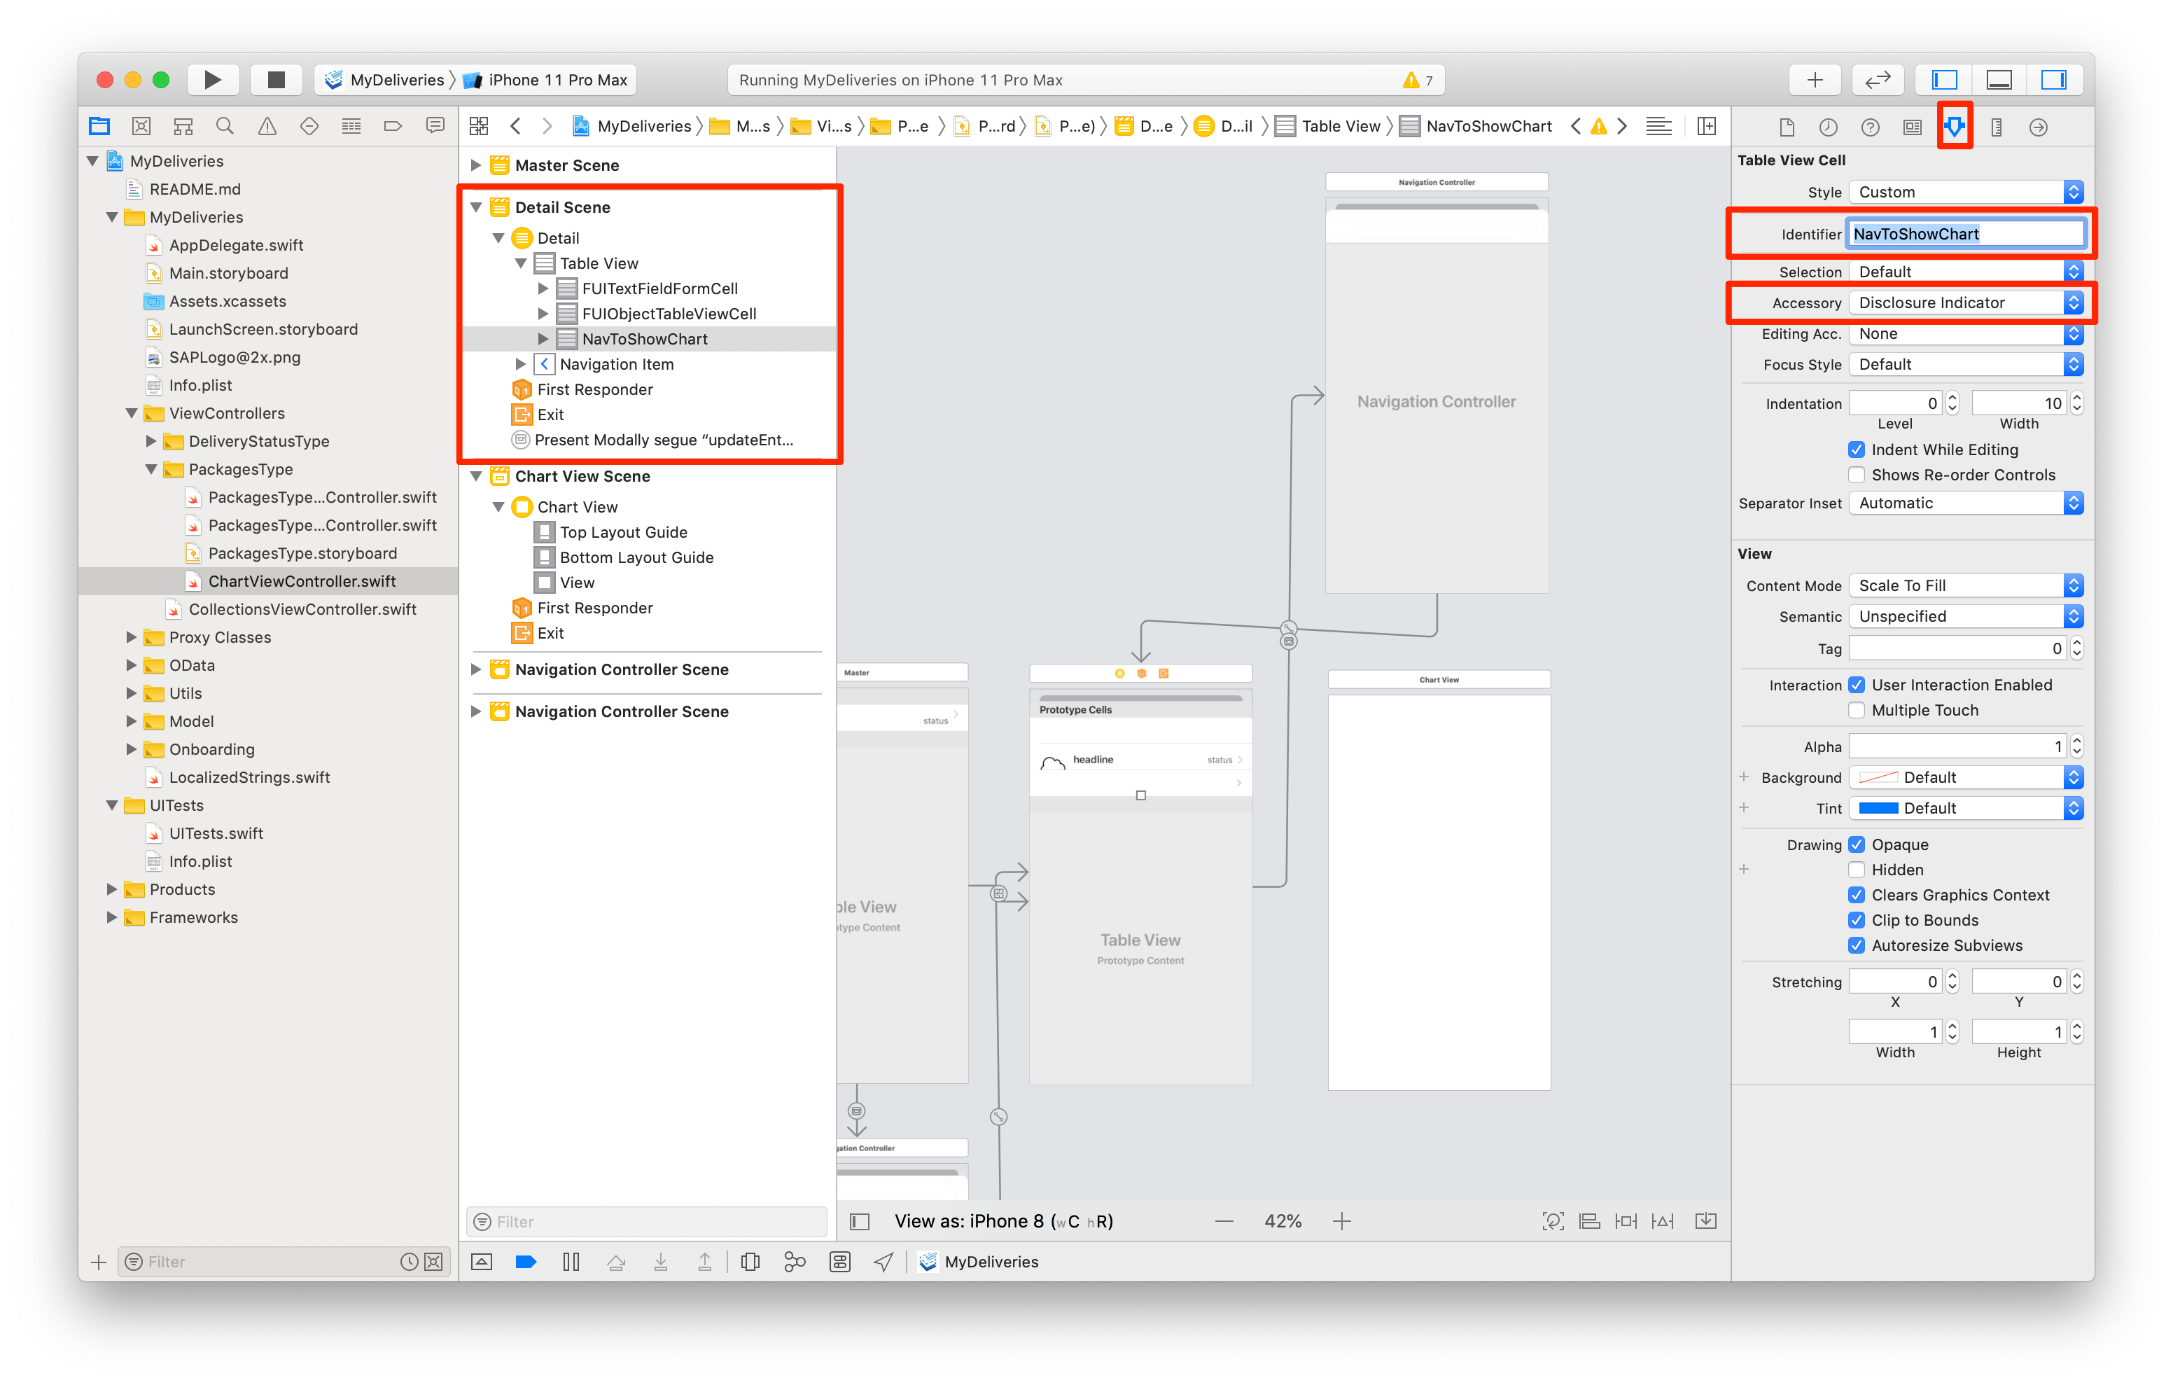 MyDeliveries
iPhone 11 Pro Max
Running MyDeliveries on iPhone 11 Pro Max
7
MyDeliveries
M...s
Vi...s
P...e
P...rd
P...e)
D...e
D...il
Table View
NavToShowChart
MyDeliveries
README.md
MyDeliveries
AppDelegate.swift
Main.storyboard
Assets.xcassets
LaunchScreen.storyboard
SAPLogo@2x.png
Info.plist
ViewControllers
DeliveryStatusType
PackagesType
PackagesType...Controller.swift
PackagesType...Controller.swift
PackagesType.storyboard
ChartViewController.swift
CollectionsViewController.swift
Proxy Classes
OData
Utils
Model
Onboarding
LocalizedStrings.swift
UITests
UITests.swift
Info.plist
Products
Frameworks
Filter
Master Scene
Detail Scene
Detail
Table View
FUITextFieldFormCell
FUIObjectTableViewCell
NavToShowChart
Navigation Item
First Responder
Exit
Present Modally segue “updateEnt...
Chart View Scene
Chart View
Top Layout Guide
Bottom Layout Guide
View
First Responder
Exit
Navigation Controller Scene
Navigation Controller Scene
Filter
Navigation Controller
Navigation Controller
Master
status
ble View
otype Content
gation Controller
Prototype Cells
headline
status
Table View
Prototype Content
Chart View
View as: iPhone 8 (wC hR)
42%
MyDeliveries
Table View Cell
Style Custom
Identifier NavToShowChart
Selection Default
Accessory Disclosure Indicator
Editing Acc. None
Focus Style Default
Indentation 0 10
Level Width
Indent While Editing
Shows Re-order Controls
Separator Inset Automatic
View
Content Mode Scale To Fill
Semantic Unspecified
Tag 0
Interaction User Interaction Enabled
Multiple Touch
Alpha 1
Background Default
Tint Default
Drawing Opaque
Hidden
Clears Graphics Context
Clip to Bounds
Autoresize Subviews
Stretching 0 0
X Y
1 1
Width Height